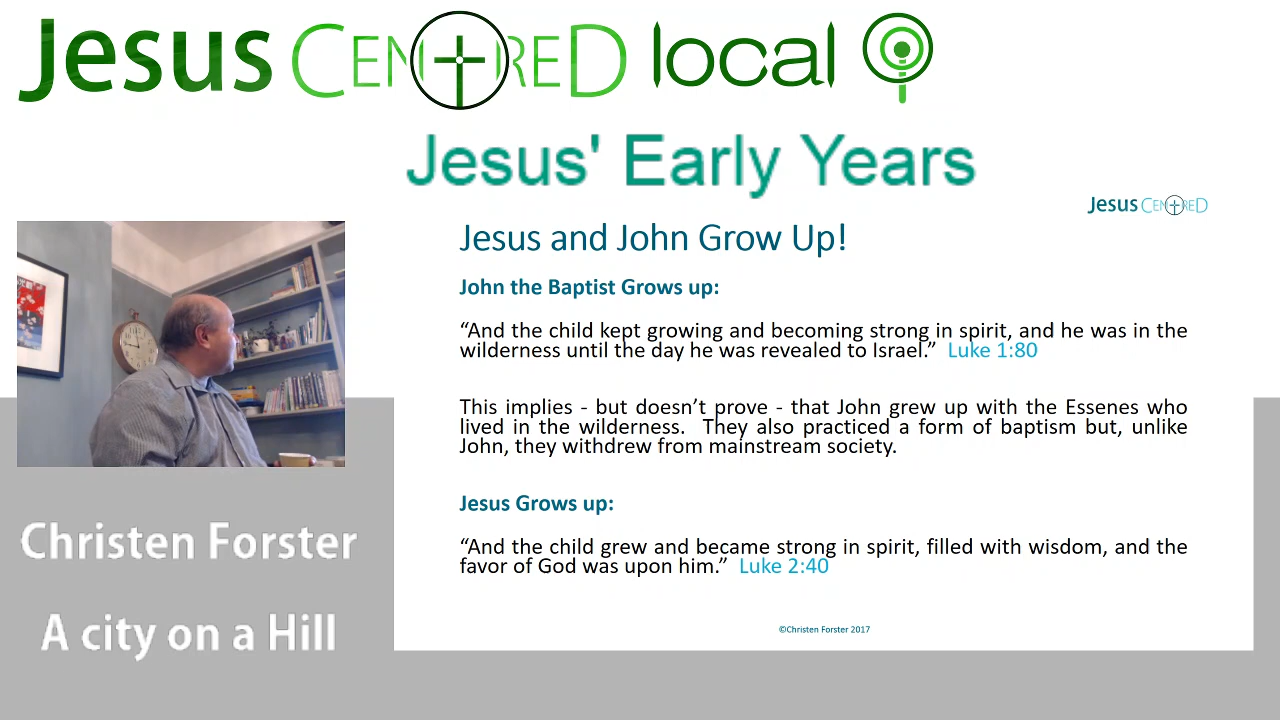 Jesus CENTRED local
Jesus' Early Years
Jesus CENTRED
Jesus and John Grow Up!
John the Baptist Grows up:
“And the child kept growing and becoming strong in spirit, and he was in the
wilderness until the day he was revealed to Israel.” Luke 1:80
This implies - but doesn’t prove - that John grew up with the Essenes who
lived in the wilderness. They also practiced a form of baptism but, unlike
John, they withdrew from mainstream society.
Jesus Grows up:
“And the child grew and became strong in spirit, filled with wisdom, and the
favor of God was upon him.” Luke 2:40
©Christen Forster 2017
Christen Forster
A city on a Hill